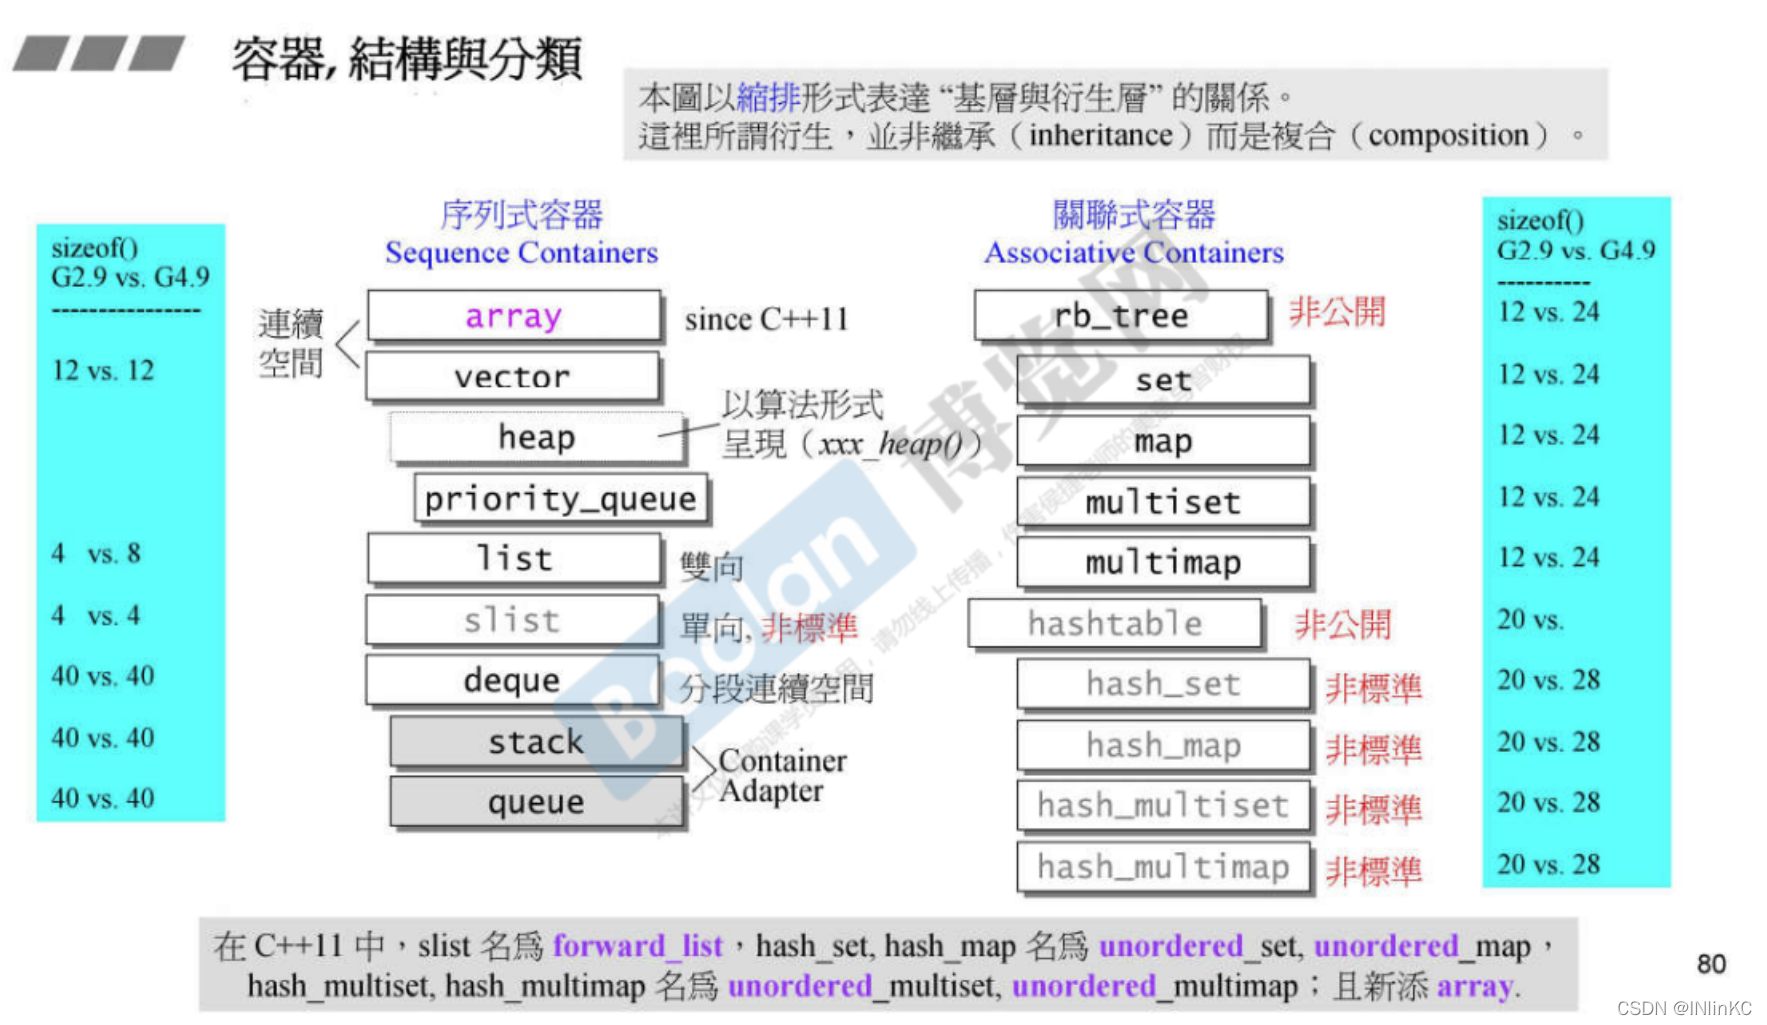 容器, 結構與分類
本圖以縮排形式表達 “基層與衍生層” 的關係。
這裡所謂衍生，並非繼承（inheritance）而是複合（composition）。
sizeof()
G2.9 vs. G4.9
----------------
12 vs. 12
4 vs. 8
4 vs. 4
40 vs. 40
40 vs. 40
40 vs. 40
序列式容器
Sequence Containers
連續
空間
array
since C++11
vector
heap
以算法形式
呈現（xxx_heap()）
priority_queue
list
雙向
slist
單向, 非標準
deque
分段連續空間
stack
queue
Container
Adapter
關聯式容器
Associative Containers
rb_tree
非公開
set
map
multiset
multimap
hashtable
非公開
hash_set
非標準
hash_map
非標準
hash_multiset
非標準
hash_multimap
非標準
sizeof()
G2.9 vs. G4.9
----------
12 vs. 24
12 vs. 24
12 vs. 24
12 vs. 24
12 vs. 24
20 vs.
20 vs. 28
20 vs. 28
20 vs. 28
20 vs. 28
Boolan 博览网
在 C++11 中，slist 名爲 forward_list，hash_set, hash_map 名爲 unordered_set, unordered_map，
hash_multiset, hash_multimap 名爲 unordered_multiset, unordered_multimap；且新添 array.
80
CSDN @INlinKC